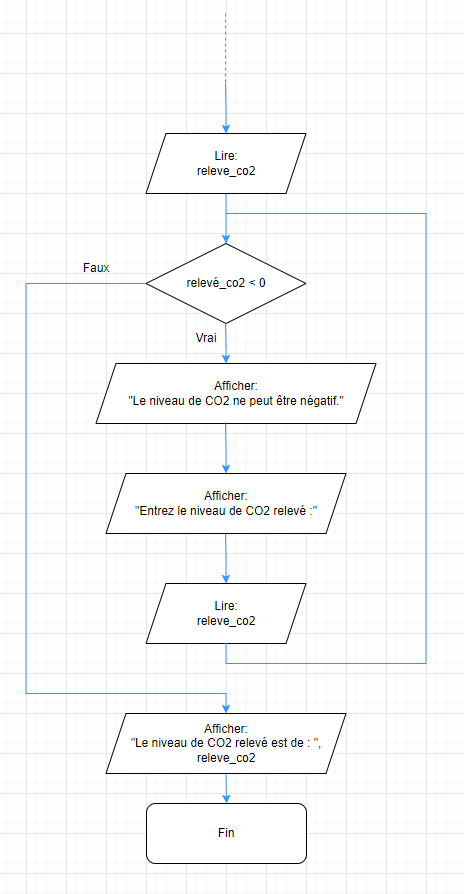 Lire:
releve_co2
Faux
relevé_co2 < 0
Vrai
Afficher:
"Le niveau de CO2 ne peut être négatif."
Afficher:
"Entrez le niveau de CO2 relevé :"
Lire:
releve_co2
Afficher:
"Le niveau de CO2 relevé est de : ",
releve_co2
Fin